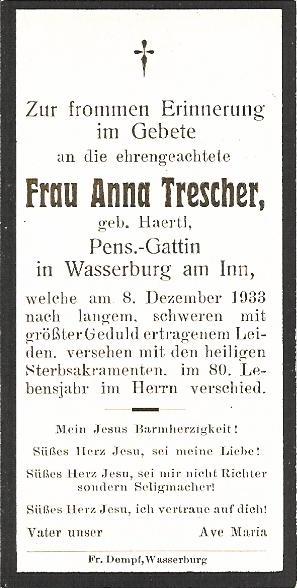 Zur frommen Erinnerung
im Gebete
an die ehrengeachtete
Frau Anna Trescher,
geb. Haertl,
Pens.-Gattin
in Wasserburg am Inn,
welche am 8. Dezember 1933
nach langem, schweren mit
größter Geduld ertragenem Lei-
den, versehen mit den heiligen
Sterbsakramenten, im 80. Le-
bensjahr im Herrn verschied.
Mein Jesus Barmherzigkeit!
Süßes Herz Jesu, sei meine Liebe!
Süßes Herz Jesu, sei mir nicht Richter
sondern Seligmacher!
Süßes Herz Jesu, ich vertraue auf dich!
Vater unser Ave Maria
Fr. Dempf, Wasserburg